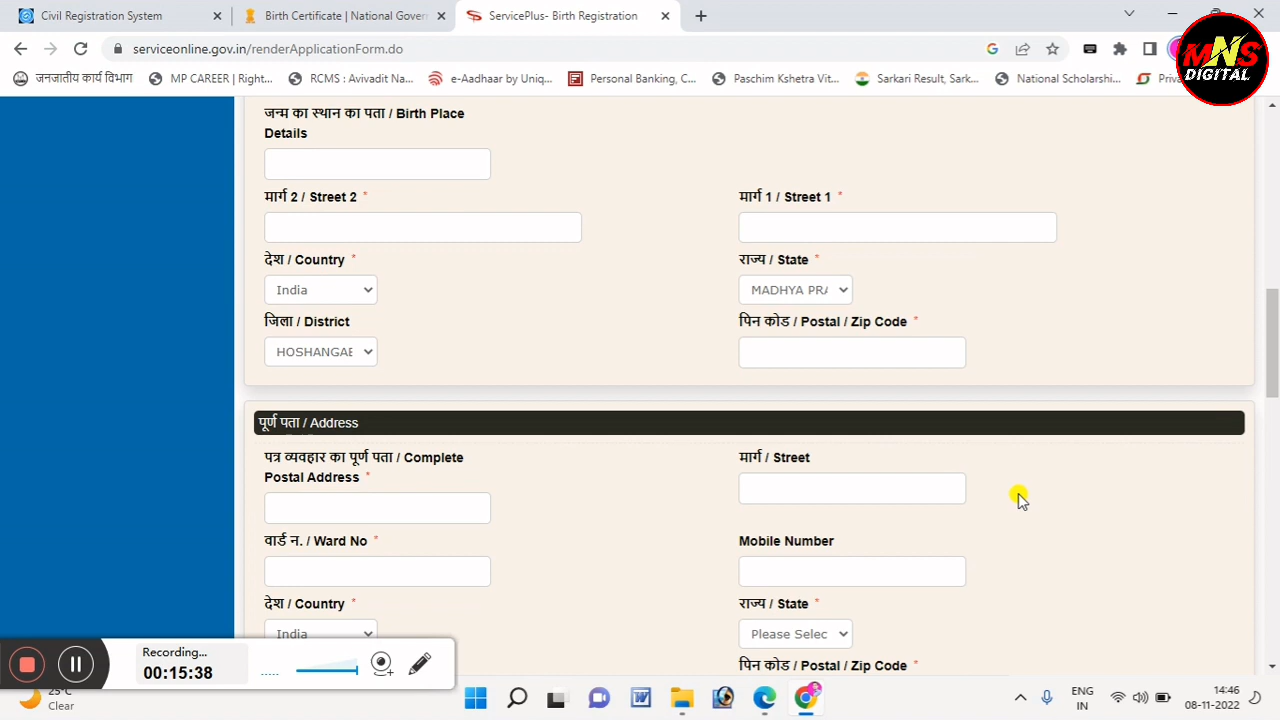 Civil Registration System
Birth Certificate | National Gover
ServicePlus- Birth Registration
serviceonline.gov.in/renderApplicationForm.do
जनजातीय कार्य विभाग
MP CAREER | Right...
RCMS : Avivadit Na...
e-Aadhaar by Uniq...
Personal Banking, C...
Paschim Kshetra Vit...
Sarkari Result, Sark...
National Scholarshi...
Priv
MNS
DIGITAL
जन्म का स्थान का पता / Birth Place
Details
मार्ग 2 / Street 2 *
मार्ग 1 / Street 1 *
देश / Country *
राज्य / State *
India
MADHYA PRA
जिला / District
पिन कोड / Postal / Zip Code *
HOSHANGAE
पूर्ण पता / Address
पत्र व्यवहार का पूर्ण पता / Complete
Postal Address *
मार्ग / Street
वार्ड न. / Ward No *
Mobile Number
देश / Country *
राज्य / State *
India
Please Selec
पिन कोड / Postal / Zip Code *
Recording...
00:15:38
25°C
Clear
ENG
IN
14:46
08-11-2022